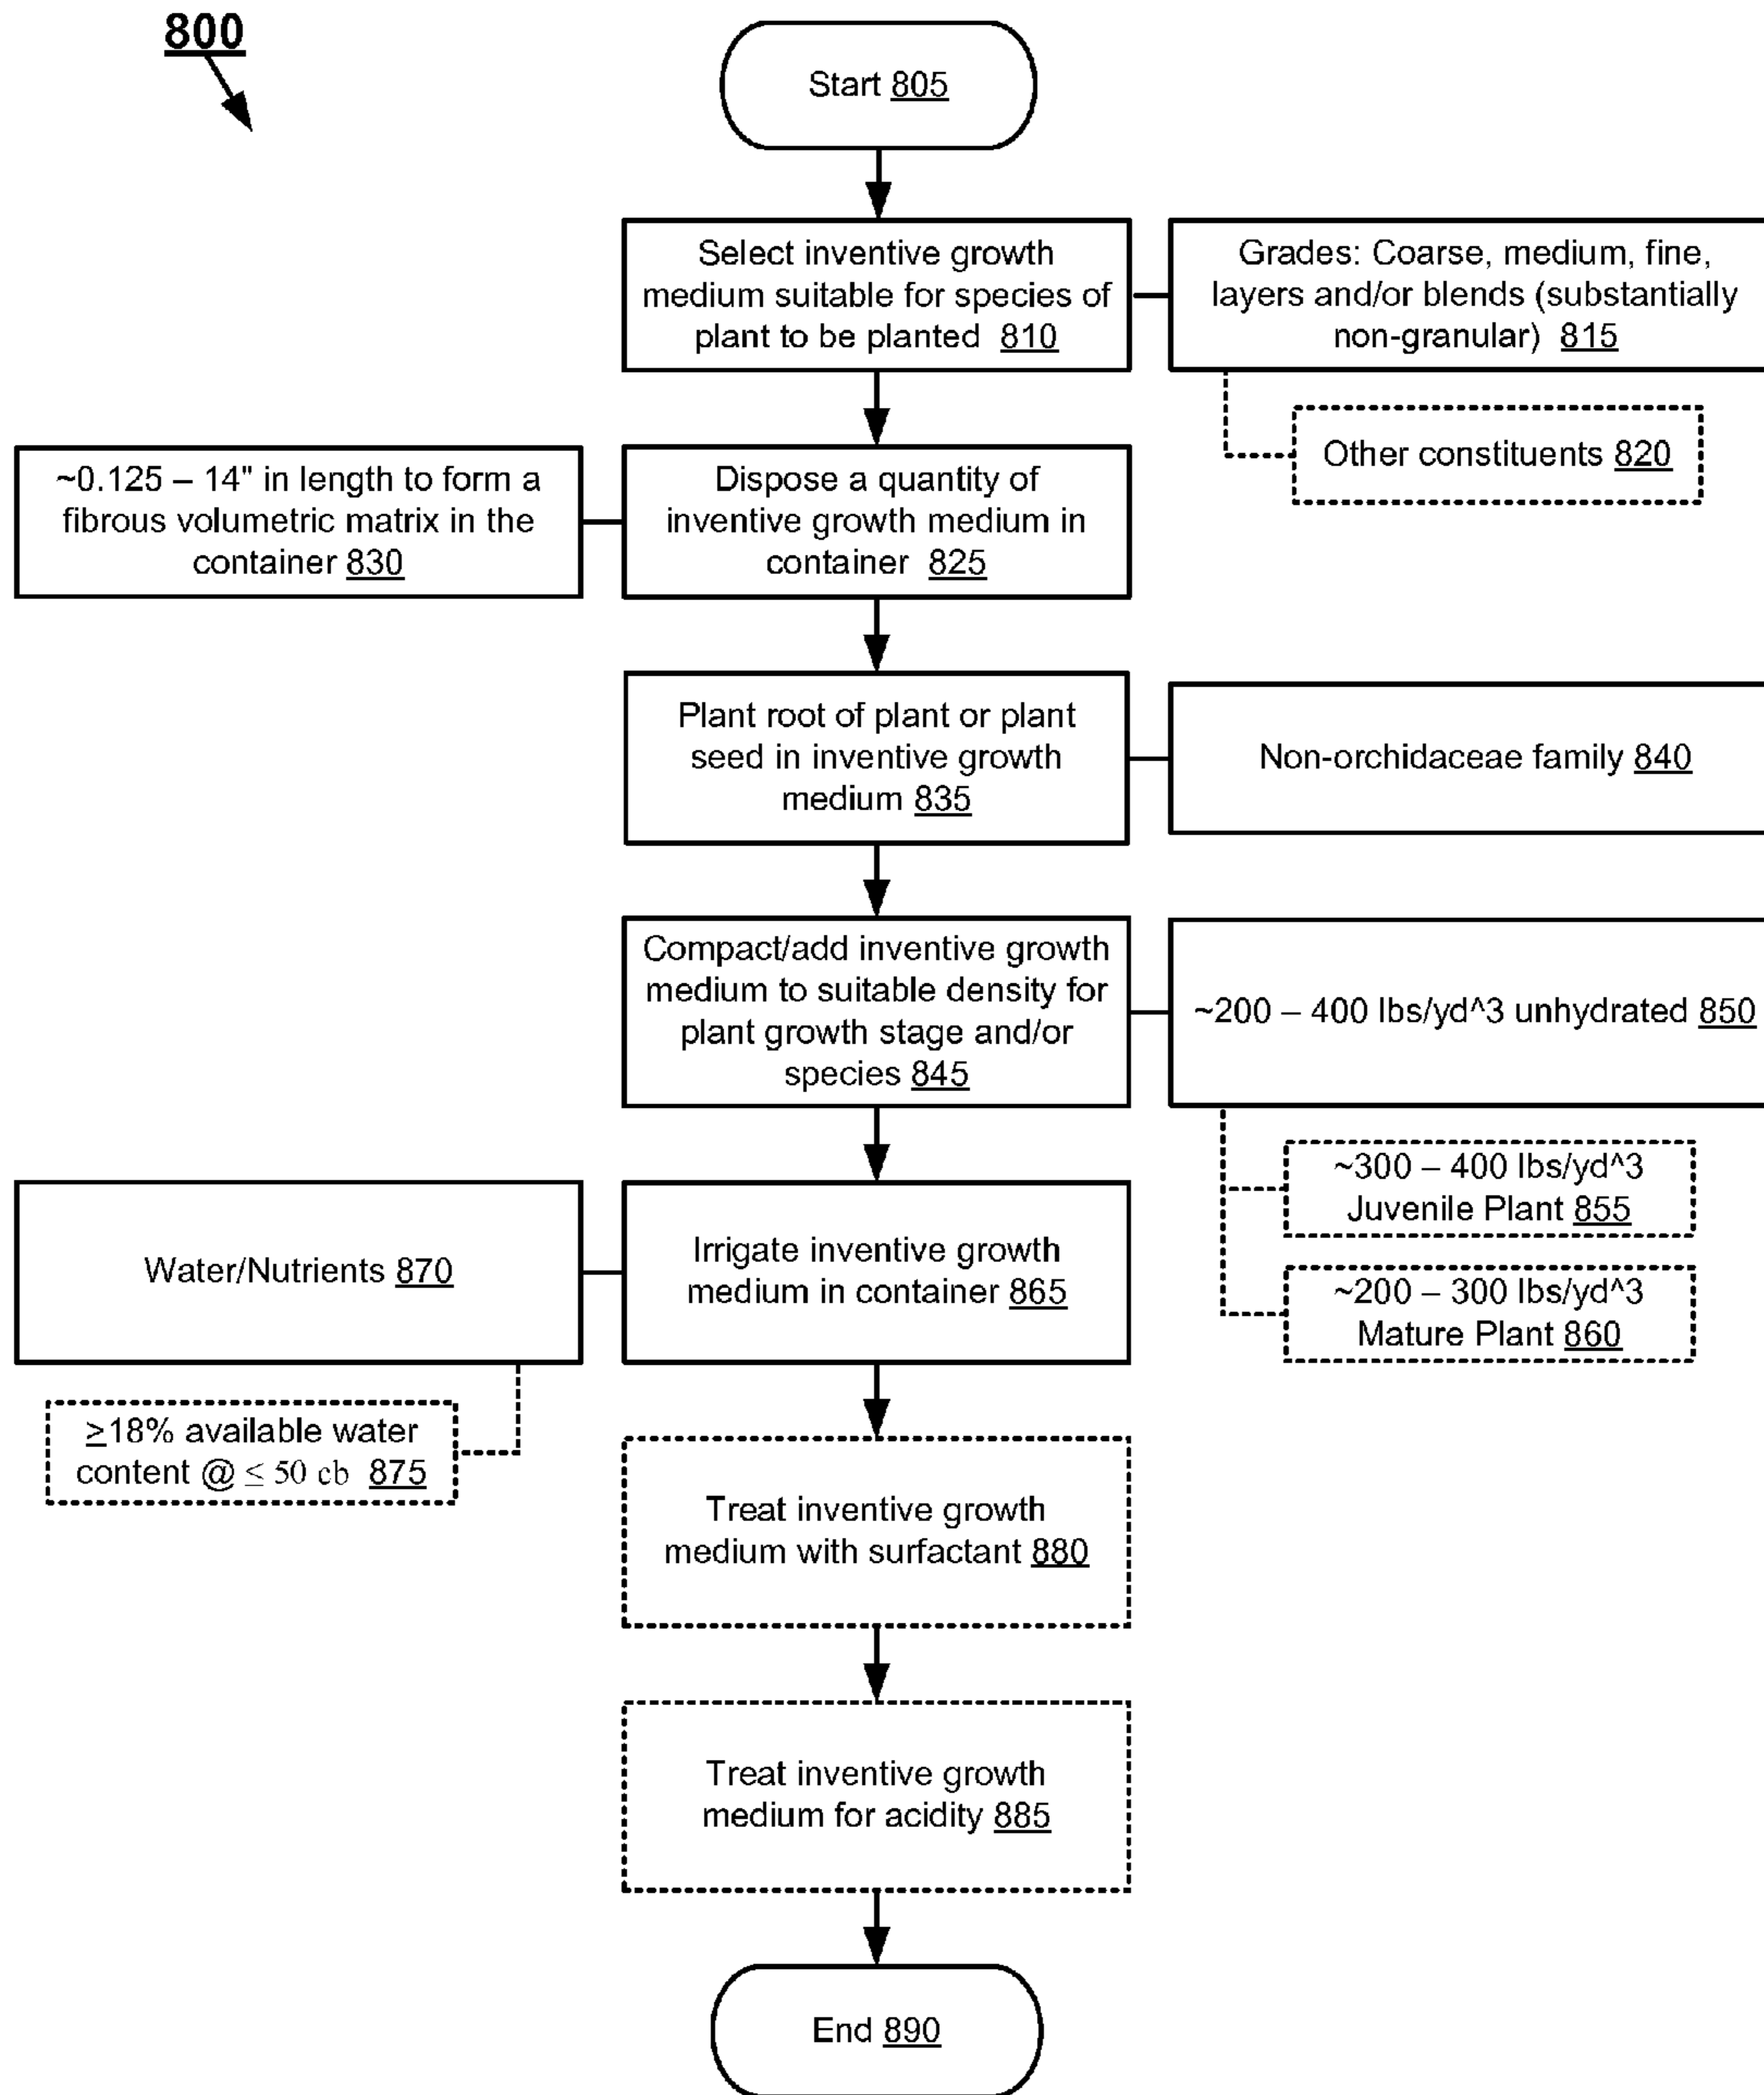 800
Start 805
Select inventive growth
medium suitable for species of
plant to be planted 810
Grades: Coarse, medium, fine,
layers and/or blends (substantially
non-granular) 815
Other constituents 820
~0.125 – 14" in length to form a
fibrous volumetric matrix in the
container 830
Dispose a quantity of
inventive growth medium in
container 825
Plant root of plant or plant
seed in inventive growth
medium 835
Non-orchidaceae family 840
Compact/add inventive growth
medium to suitable density for
plant growth stage and/or
species 845
~200 – 400 lbs/yd^3 unhydrated 850
~300 – 400 lbs/yd^3
Juvenile Plant 855
~200 – 300 lbs/yd^3
Mature Plant 860
Water/Nutrients 870
Irrigate inventive growth
medium in container 865
≥18% available water
content @ ≤ 50 cb 875
Treat inventive growth
medium with surfactant 880
Treat inventive growth
medium for acidity 885
End 890